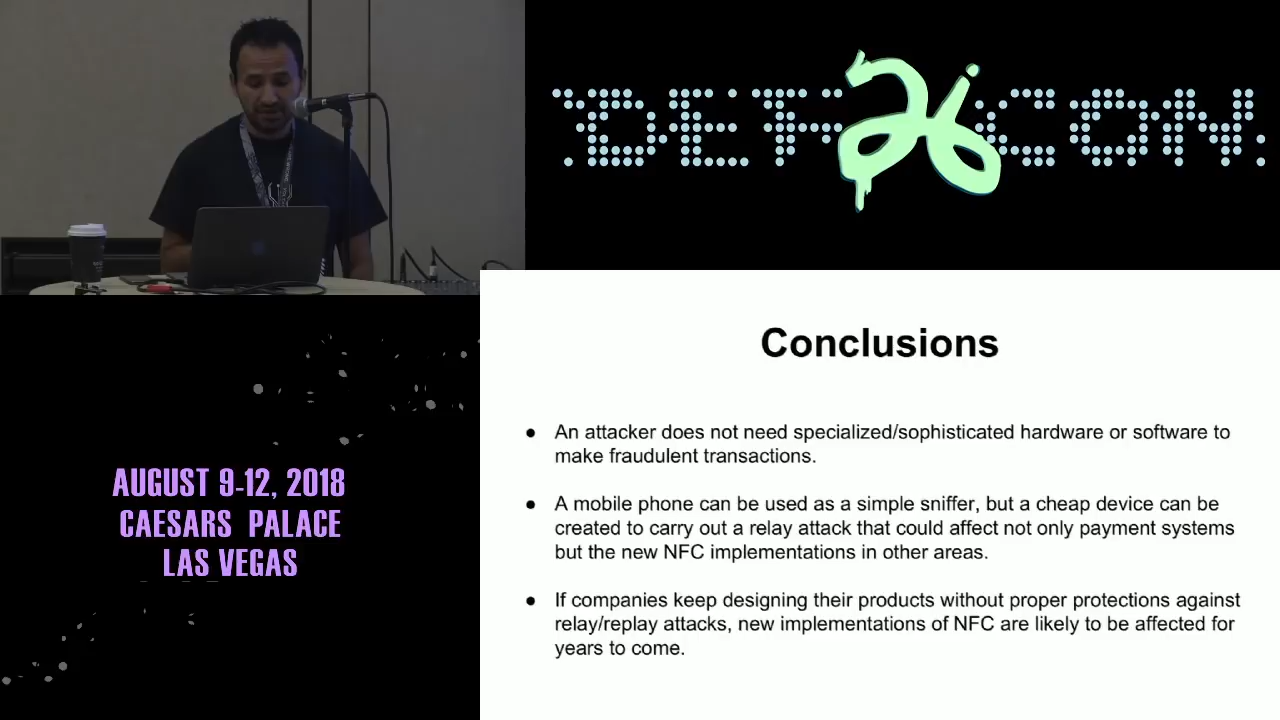 DEFCON
26
AUGUST 9-12, 2018
CAESARS PALACE
LAS VEGAS
Conclusions
● An attacker does not need specialized/sophisticated hardware or software to
make fraudulent transactions.
● A mobile phone can be used as a simple sniffer, but a cheap device can be
created to carry out a relay attack that could affect not only payment systems
but the new NFC implementations in other areas.
● If companies keep designing their products without proper protections against
relay/replay attacks, new implementations of NFC are likely to be affected for
years to come.